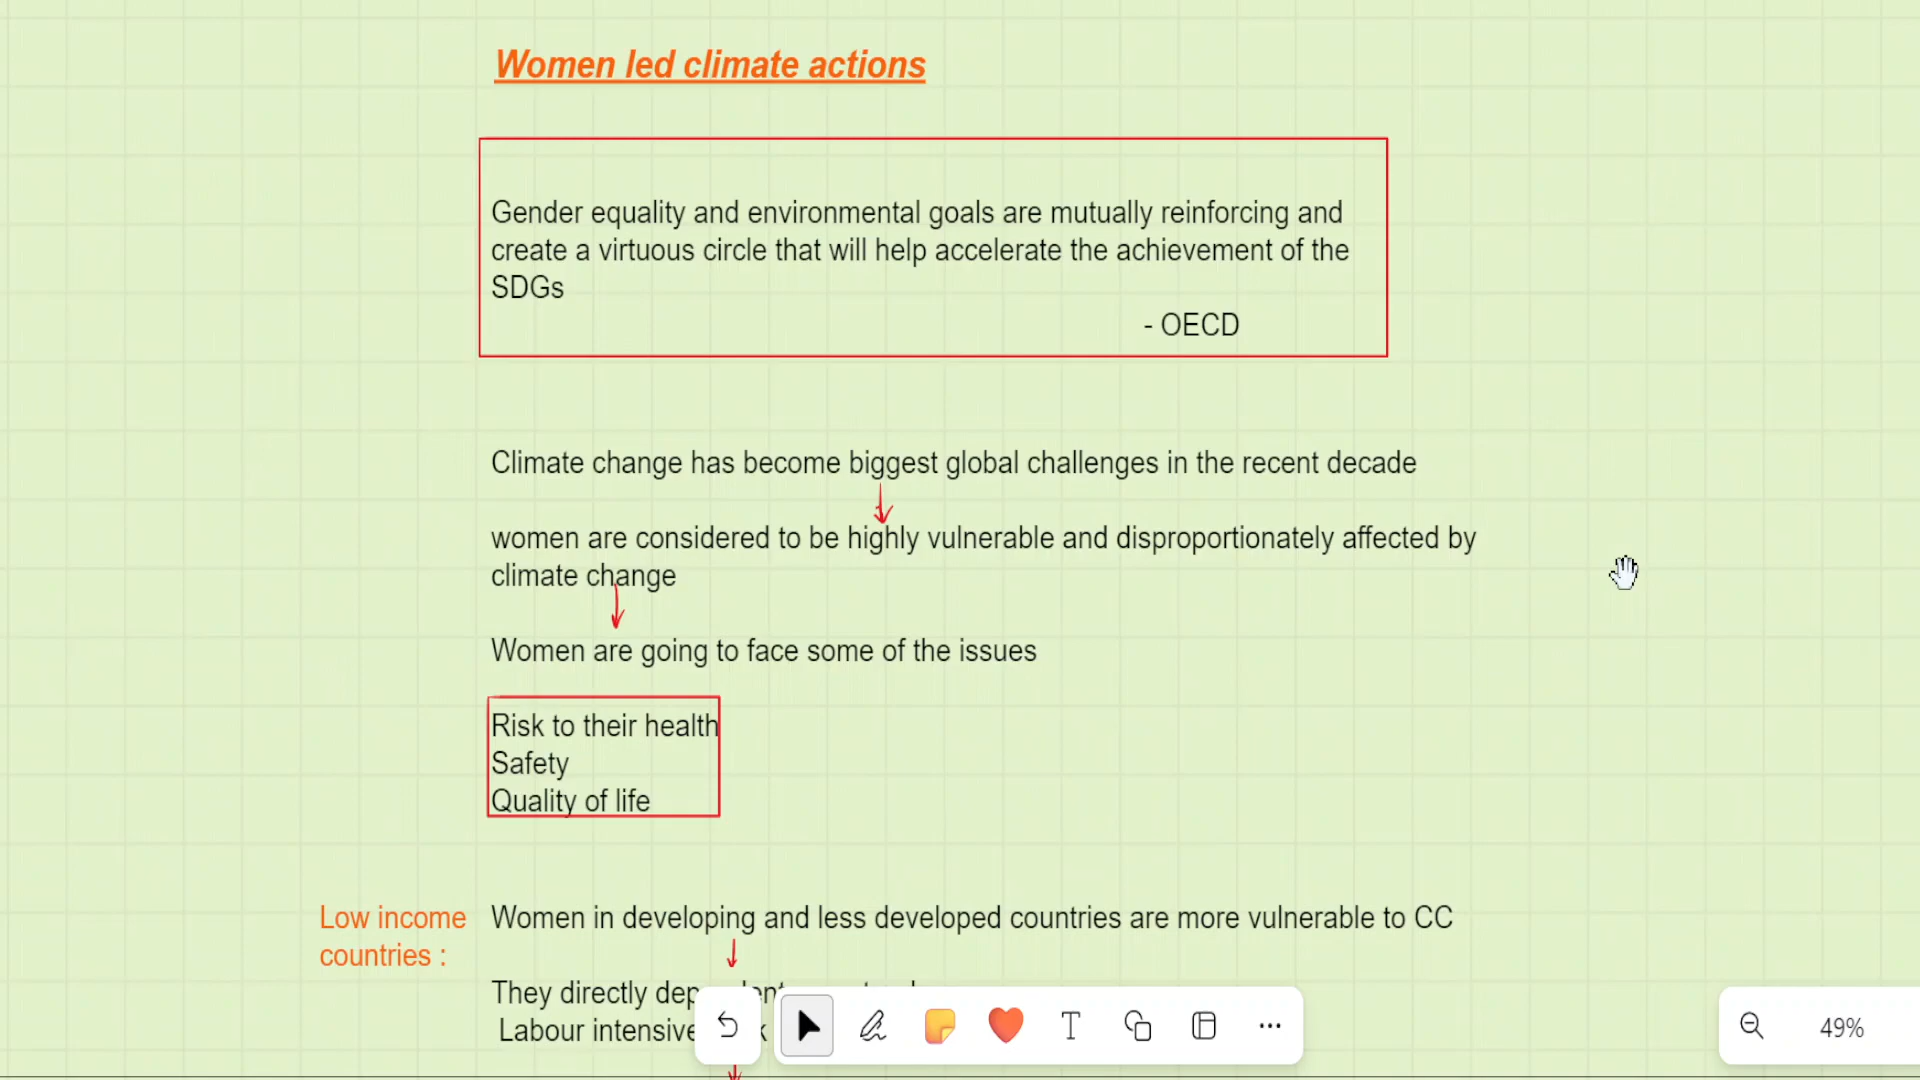 Women led climate actions
Gender equality and environmental goals are mutually reinforcing and
create a virtuous circle that will help accelerate the achievement of the
SDGs
- OECD
Climate change has become biggest global challenges in the recent decade
women are considered to be highly vulnerable and disproportionately affected by
climate change
Women are going to face some of the issues
Risk to their health
Safety
Quality of life
Low income
countries :
Women in developing and less developed countries are more vulnerable to CC
They directly
Labour intensive
49%